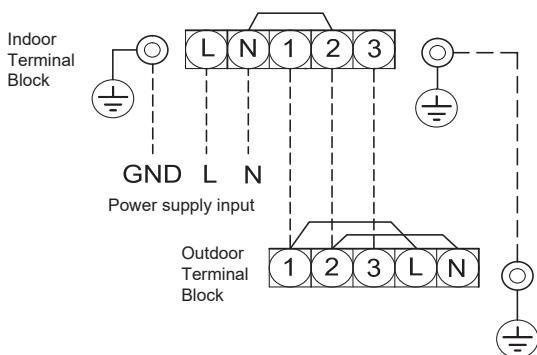 Indoor
Terminal
Block
L N 1 2 3
GND L N
Power supply input
Outdoor
Terminal
Block
1 2 3 L N